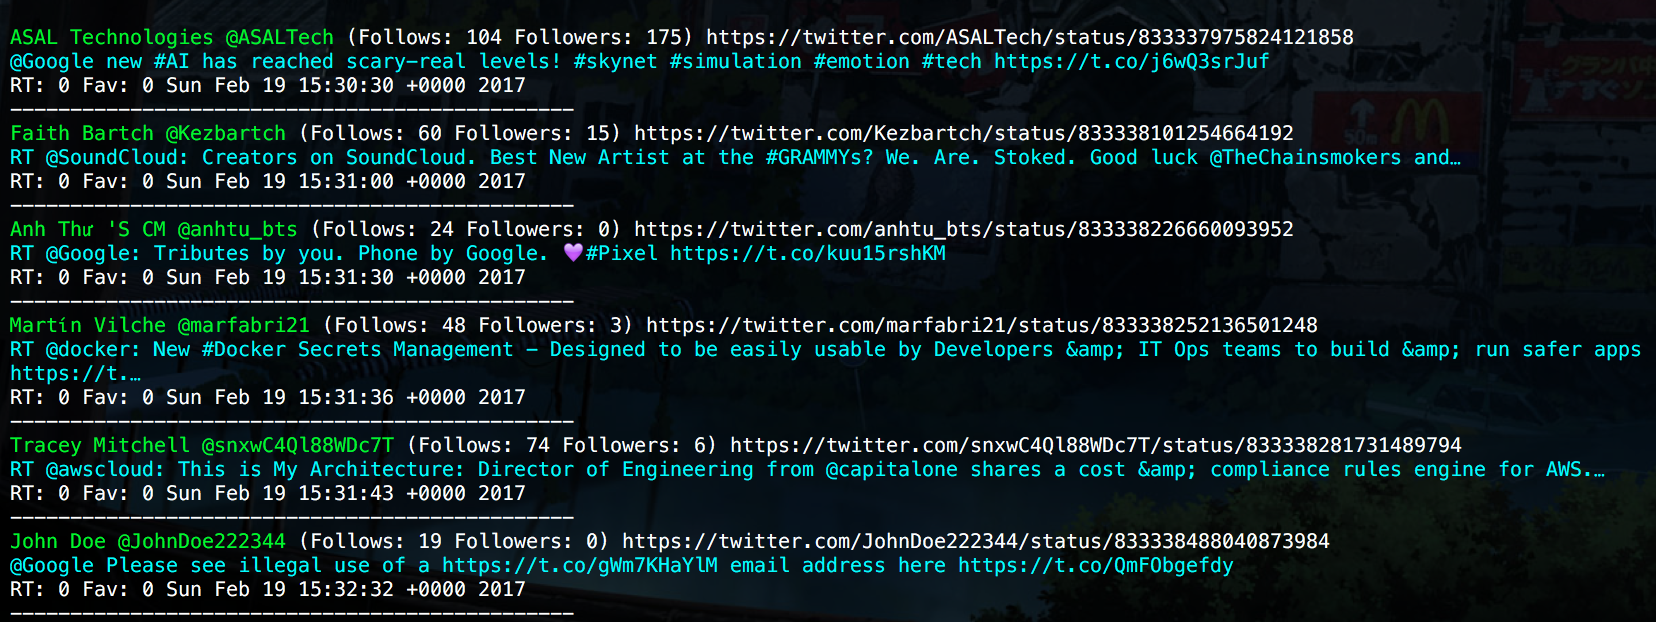 ASAL Technologies @ASALTech (Follows: 104 Followers: 175) https://twitter.com/ASALTech/status/833337975824121858
@Google new #AI has reached scary-real levels! #skynet #simulation #emotion #tech https://t.co/j6wQ3srJuf
RT: 0 Fav: 0 Sun Feb 19 15:30:30 +0000 2017
-----------------------------------------------
Faith Bartch @Kezbartch (Follows: 60 Followers: 15) https://twitter.com/Kezbartch/status/833338101254664192
RT @SoundCloud: Creators on SoundCloud. Best New Artist at the #GRAMMYs? We. Are. Stoked. Good luck @TheChainsmokers and…
RT: 0 Fav: 0 Sun Feb 19 15:31:00 +0000 2017
-----------------------------------------------
Anh Thư 'S CM @anhtu_bts (Follows: 24 Followers: 0) https://twitter.com/anhtu_bts/status/833338226660093952
RT @Google: Tributes by you. Phone by Google. 💜#Pixel https://t.co/kuu15rshKM
RT: 0 Fav: 0 Sun Feb 19 15:31:30 +0000 2017
-----------------------------------------------
Martín Vilche @marfabri21 (Follows: 48 Followers: 3) https://twitter.com/marfabri21/status/833338252136501248
RT @docker: New #Docker Secrets Management – Designed to be easily usable by Developers &amp; IT Ops teams to build &amp; run safer apps
https://t.…
RT: 0 Fav: 0 Sun Feb 19 15:31:36 +0000 2017
-----------------------------------------------
Tracey Mitchell @snxwC4Ql88WDc7T (Follows: 74 Followers: 6) https://twitter.com/snxwC4Ql88WDc7T/status/833338281731489794
RT @awscloud: This is My Architecture: Director of Engineering from @capitalone shares a cost &amp; compliance rules engine for AWS.…
RT: 0 Fav: 0 Sun Feb 19 15:31:43 +0000 2017
-----------------------------------------------
John Doe @JohnDoe222344 (Follows: 19 Followers: 0) https://twitter.com/JohnDoe222344/status/833338488040873984
@Google Please see illegal use of a https://t.co/gWm7KHaYlM email address here https://t.co/QmFObgefdy
RT: 0 Fav: 0 Sun Feb 19 15:32:32 +0000 2017
-----------------------------------------------